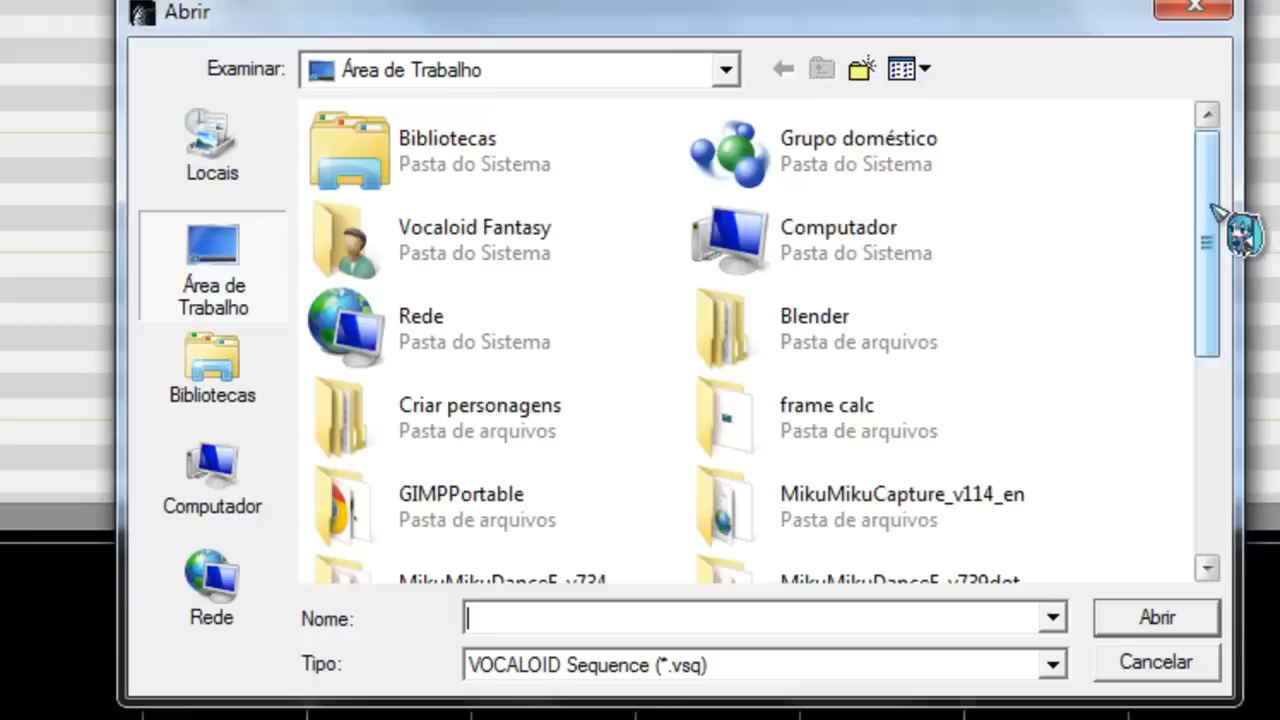 Abrir
Examinar:
Área de Trabalho
Locais
Área de
Trabalho
Bibliotecas
Computador
Rede
Bibliotecas
Pasta do Sistema
Grupo doméstico
Pasta do Sistema
Vocaloid Fantasy
Pasta do Sistema
Computador
Pasta do Sistema
Rede
Pasta do Sistema
Blender
Pasta de arquivos
Criar personagens
Pasta de arquivos
frame calc
Pasta de arquivos
GIMPPortable
Pasta de arquivos
MikuMikuCapture_v114_en
Pasta de arquivos
MikuMikuDanceE_v734
MikuMikuDanceE_v739dot
Nome:
Abrir
Tipo:
VOCALOID Sequence (*.vsq)
Cancelar